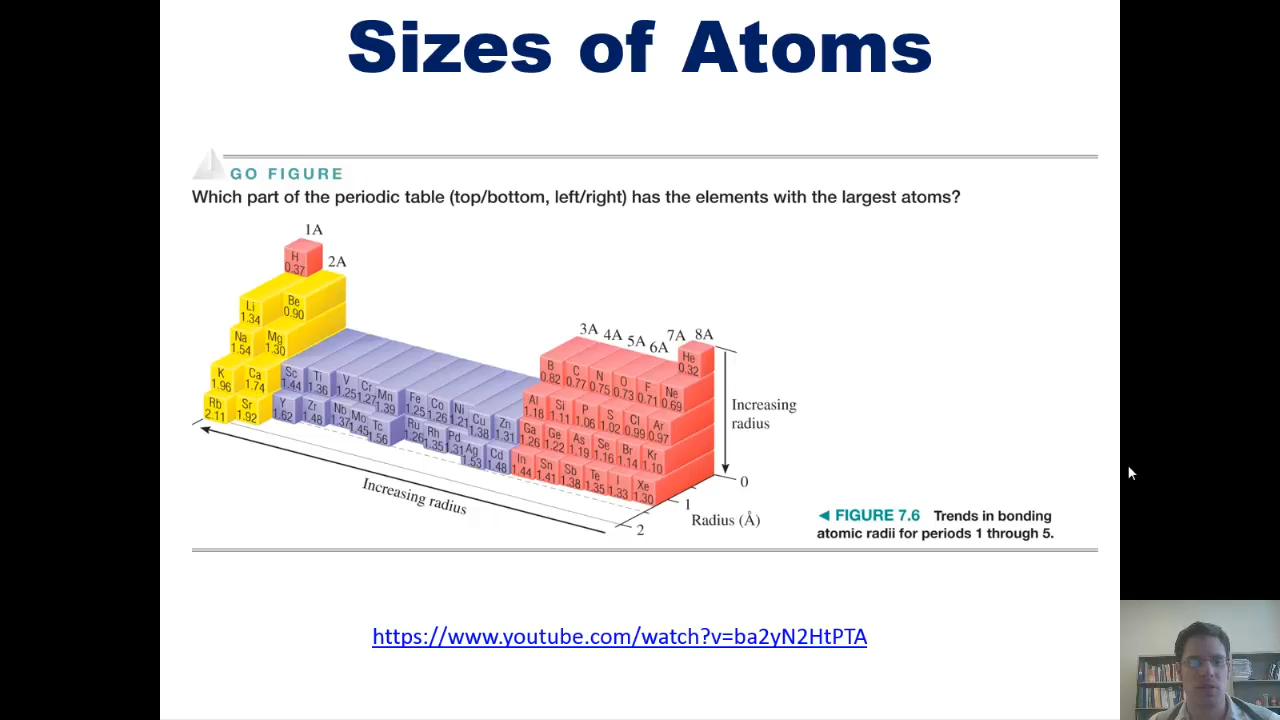 Sizes of Atoms
GO FIGURE
Which part of the periodic table (top/bottom, left/right) has the elements with the largest atoms?
1A
H
0.37
2A
Li
1.34
Be
0.90
Na
1.54
Mg
1.30
3A 4A 5A 6A 7A 8A
He
0.32
B
0.82
C
0.77
N
0.75
O
0.73
F
0.71
Ne
0.69
K
1.96
Ca
1.74
Sc
1.44
Ti
1.36
V
1.25
Cr
1.27
Mn
1.39
Fe
1.25
Co
1.26
Ni
1.21
Cu
1.38
Zn
1.31
Al
1.18
Si
1.11
P
1.06
S
1.02
Cl
0.99
Ar
0.97
Ga
1.26
Ge
1.22
As
1.19
Se
1.16
Br
1.14
Kr
1.10
Rb
2.11
Sr
1.92
Y
1.62
Zr
1.48
Nb
1.37
Mo
1.45
Tc
1.56
Ru
1.26
Rh
1.35
Pd
1.31
Ag
1.53
Cd
1.48
In
1.44
Sn
1.41
Sb
1.38
Te
1.35
I
1.33
Xe
1.30
Increasing
radius
Increasing radius
0
1
2
Radius (Å)
◄ FIGURE 7.6 Trends in bonding
atomic radii for periods 1 through 5.
https://www.youtube.com/watch?v=ba2yN2HtPTA